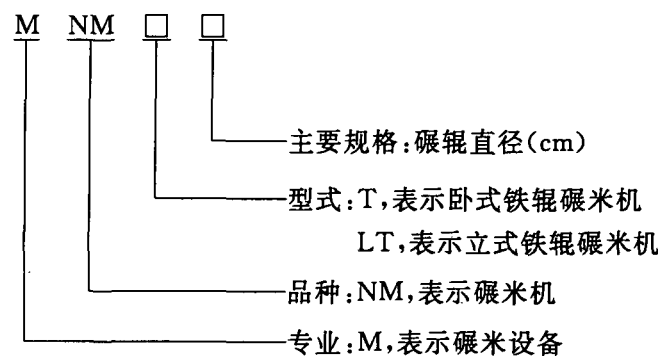 M NM □ □
主要规格:碾辊直径(cm)
型式:T,表示卧式铁辊碾米机
LT,表示立式铁辊碾米机
品种:NM,表示碾米机
专业:M,表示碾米设备